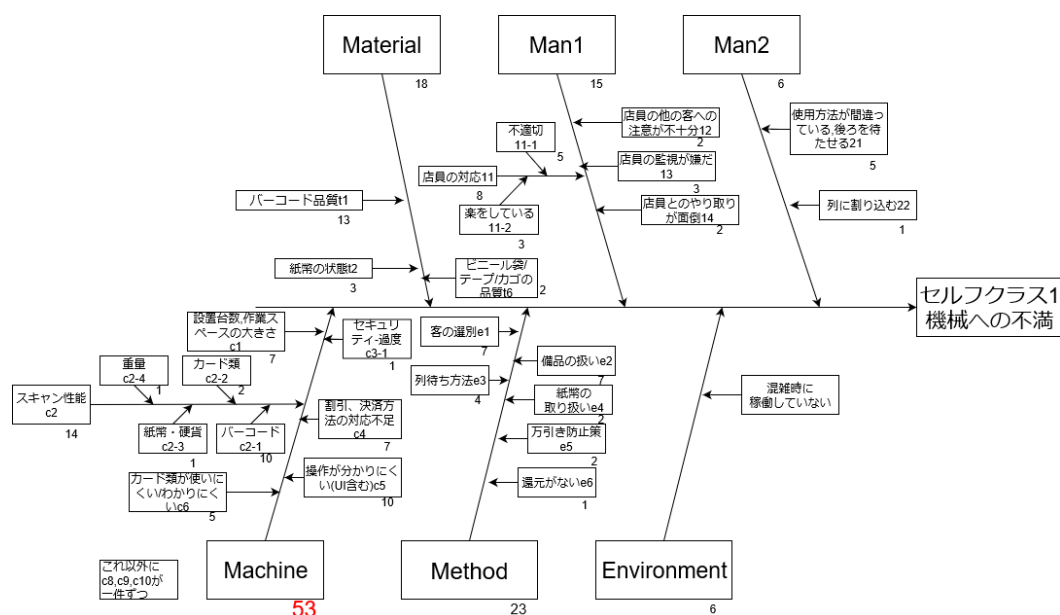 Material
18
Man1
15
Man2
6
バーコード品質t1
13
紙幣の状態t2
3
ビニール袋/
テープ/カゴの
品質t6
2
不適切
11-1
5
店員の対応11
8
楽をしている
11-2
3
店員の他の客への
注意が不十分12
2
店員の監視が嫌だ
13
3
店員とのやり取り
が面倒14
2
使用方法が間違
っている,後ろを待
たせる21
5
列に割り込む22
1
セルフクラス1
機械への不満
設置台数,作業ス
ペースの大きさ
c1
7
セキュリ
ティ-過度
c3-1
1
重量
c2-4
1
カード類
c2-2
2
スキャン性能
c2
14
紙幣・硬貨
c2-3
1
バーコード
c2-1
10
割引、決済方
法の対応不足
c4
7
操作が分かりにく
い(UI含む)c5
10
カード類が使いに
くい/わかりにく
いc6
5
客の選別e1
7
備品の扱いe2
7
列待ち方法e3
4
紙幣の
取り扱いe4
2
万引き防止策
e5
2
還元がないe6
1
混雑時に
稼働していない
これ以外に
c8,c9,c10が
一件ずつ
Machine
53
Method
23
Environment
6